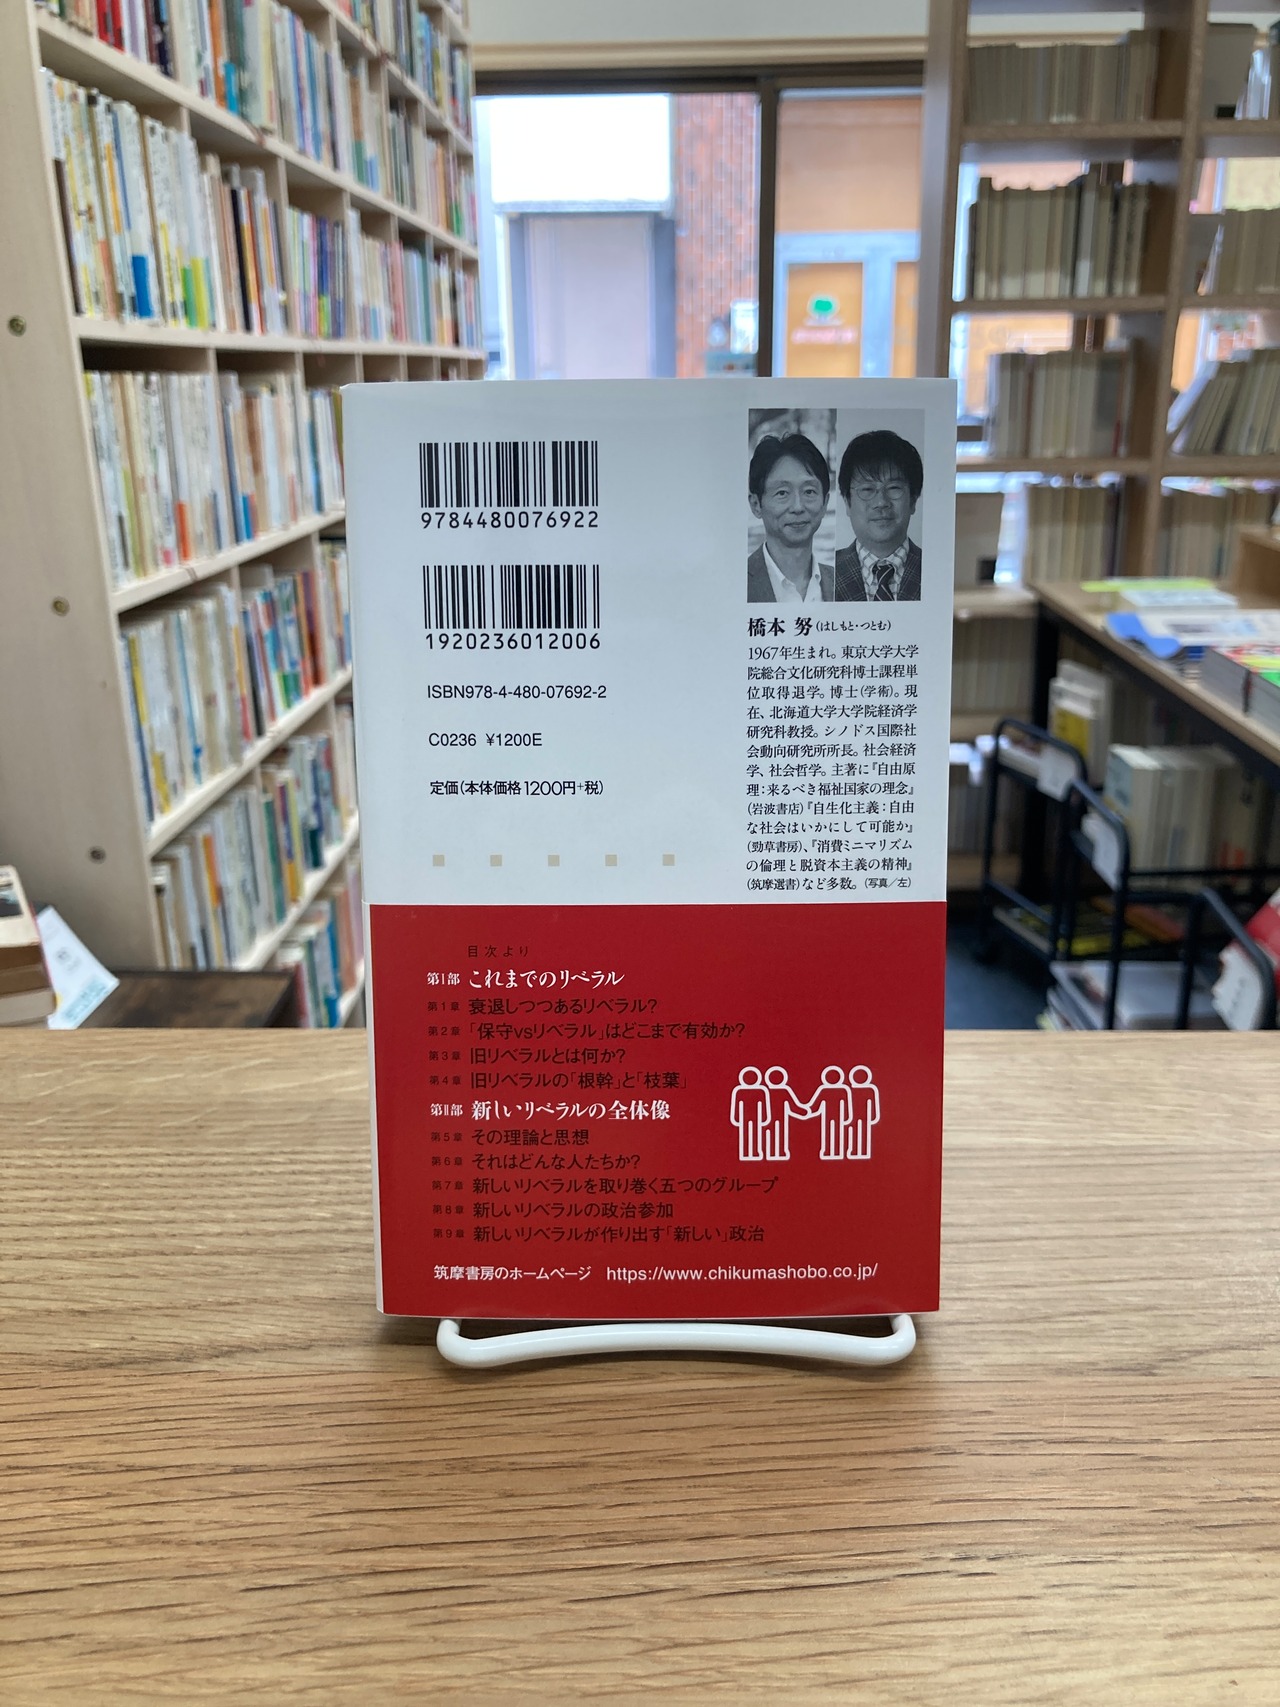 9784480076922
1920236012006
ISBN978-4-480-07692-2
C0236 ¥1200E
定価(本体価格1200円+税)
橋本 努(はしもと・つとむ)
1967年生まれ。東京大学大学
院総合文化研究科博士課程単
位取得退学。博士(学術)。現
在、北海道大学大学院経済学
研究科教授。シノドス国際社
会動向研究所所長。社会経済
学、社会哲学。主著に『自由原
理:来るべき福祉国家の理念』
(岩波書店)『自生化主義:自由
な社会はいかにして可能か』
(勁草書房)、『消費ミニマリズム
の倫理と脱資本主義の精神』
(筑摩選書)など多数。(写真/左)
目次より
第Ⅰ部 これまでのリベラル
第1章 衰退しつつあるリベラル?
第2章 「保守vsリベラル」はどこまで有効か?
第3章 旧リベラルとは何か?
第4章 旧リベラルの「根幹」と「枝葉」
第Ⅱ部 新しいリベラルの全体像
第5章 その理論と思想
第6章 それはどんな人たちか?
第7章 新しいリベラルを取り巻く五つのグループ
第8章 新しいリベラルの政治参加
第9章 新しいリベラルが作り出す「新しい」政治
筑摩書房のホームページ https://www.chikumashobo.co.jp/